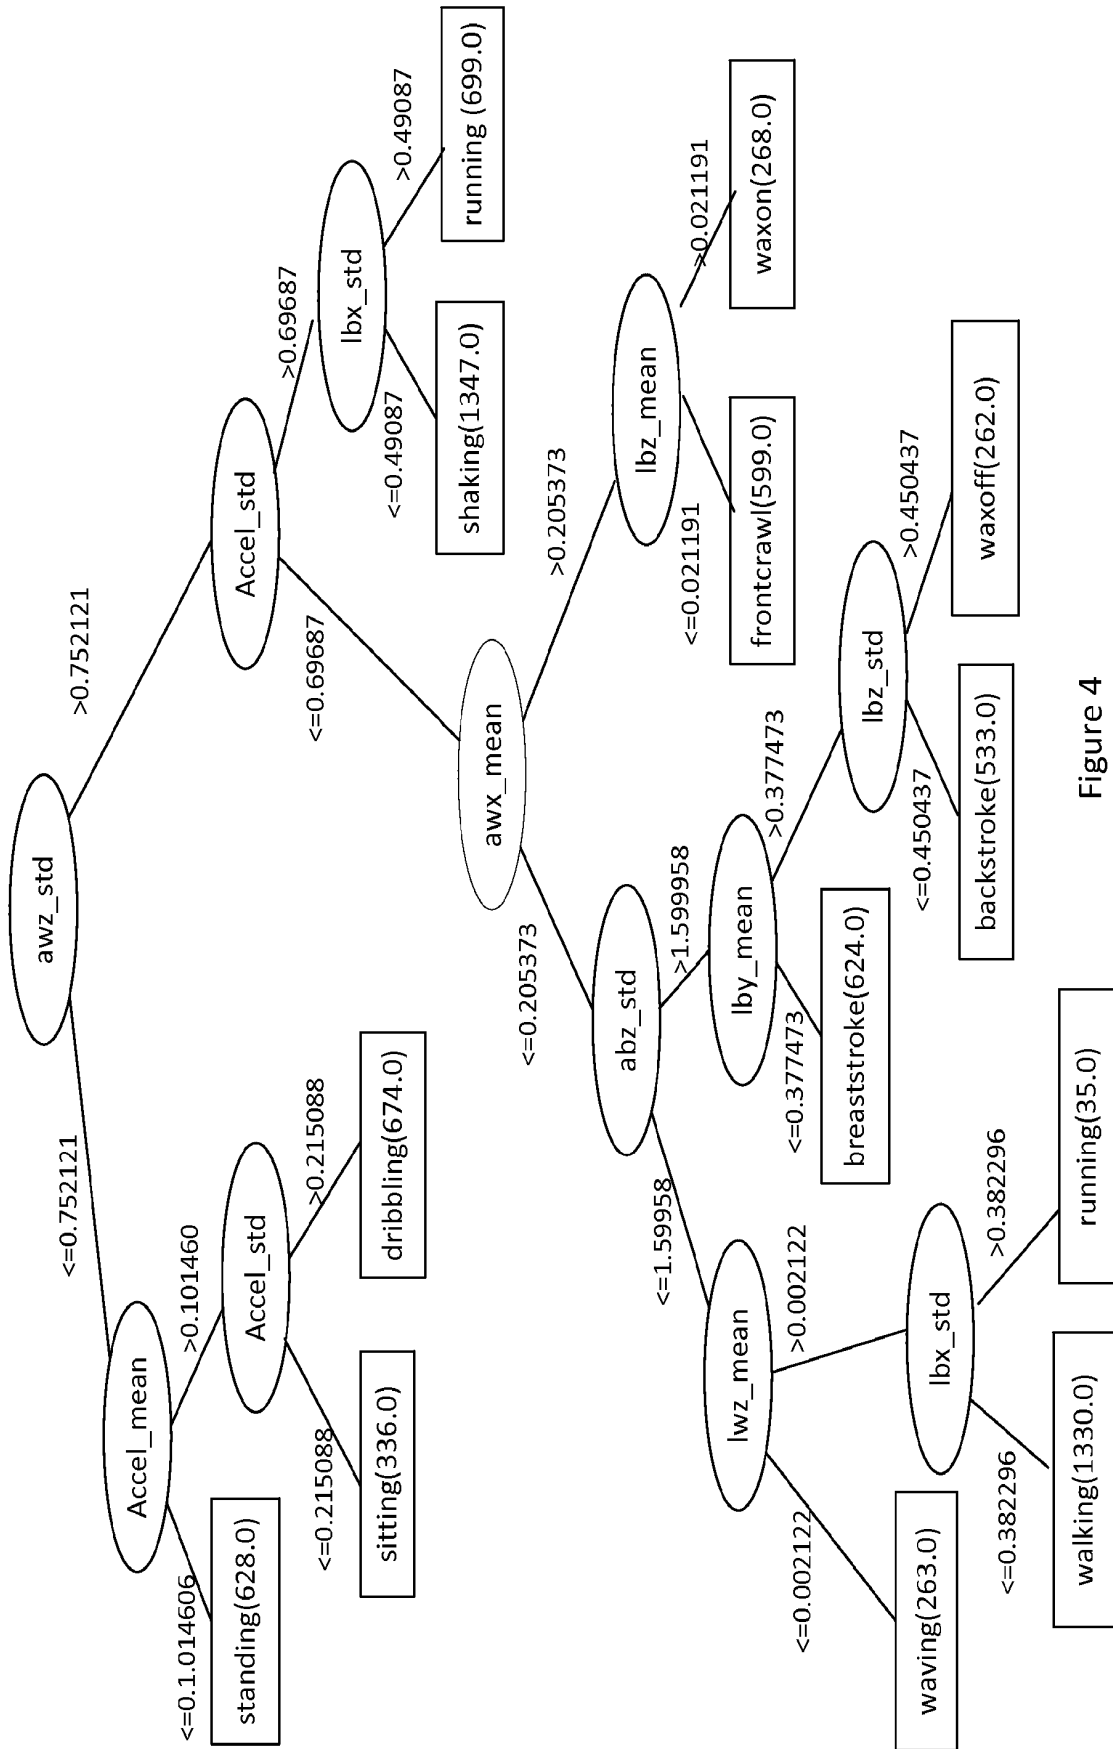 awz_std
<=0.752121
>0.752121
Accel_mean
Accel_std
<=0.1.014606
>0.101460
<=0.69687
>0.69687
standing(628.0)
Accel_std
lbx_std
<=0.215088
>0.215088
<=0.49087
>0.49087
sitting(336.0)
dribbling(674.0)
shaking(1347.0)
running (699.0)
awx_mean
<=0.205373
>0.205373
abz_std
lbz_mean
<=1.59958
>1.599958
<=0.021191
>0.021191
lwz_mean
lby_mean
frontcrawl(599.0)
waxon(268.0)
<=0.002122
>0.002122
<=0.377473
>0.377473
waving(263.0)
lbx_std
breaststroke(624.0)
lbz_std
<=0.382296
>0.382296
<=0.450437
>0.450437
walking(1330.0)
running(35.0)
backstroke(533.0)
waxoff(262.0)
Figure 4